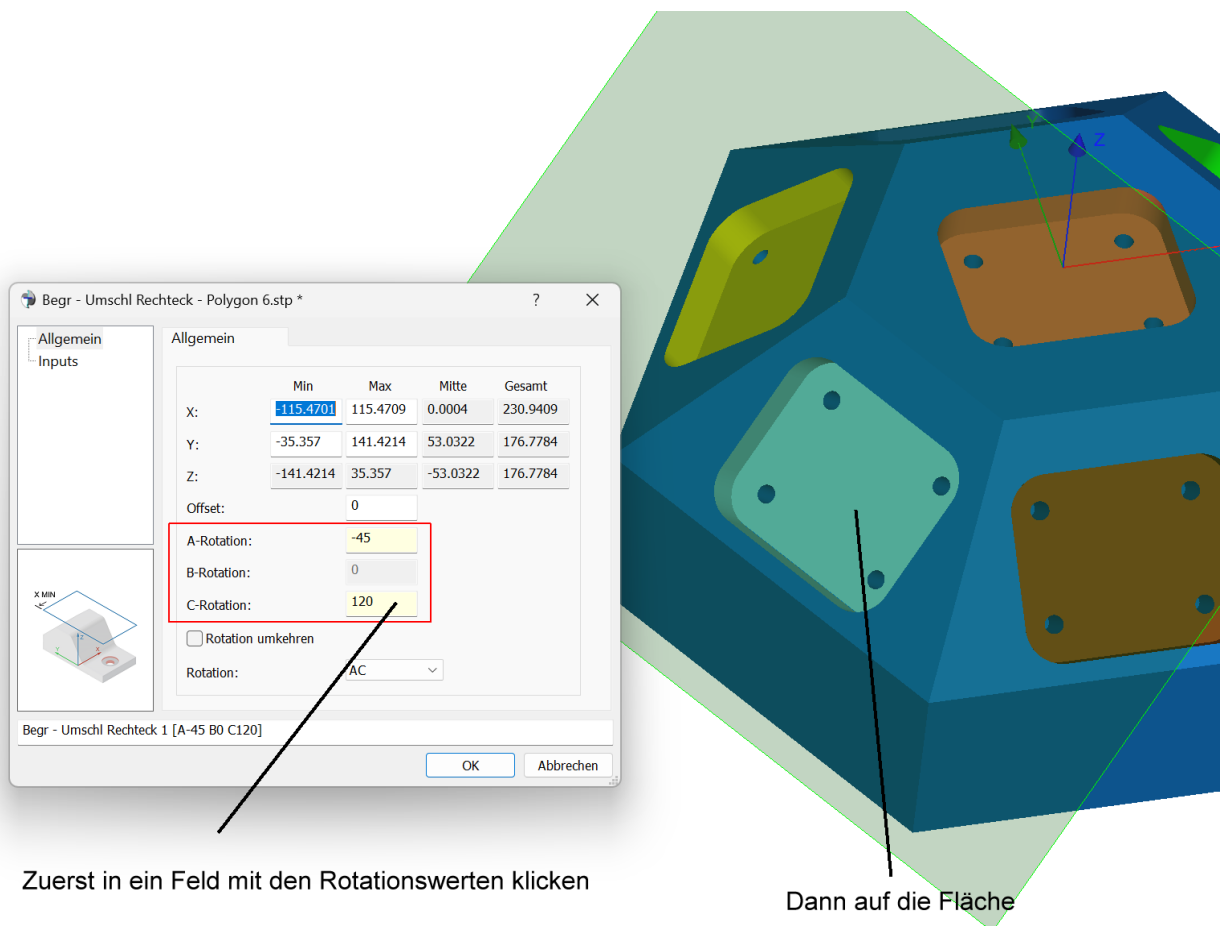 Begr - Umschl Rechteck - Polygon 6.stp *
?
Allgemein
Inputs
Allgemein
Min Max Mitte Gesamt
X: -115.4701 115.4709 0.0004 230.9409
Y: -35.357 141.4214 53.0322 176.7784
Z: -141.4214 35.357 -53.0322 176.7784
Offset: 0
A-Rotation: -45
B-Rotation: 0
C-Rotation: 120
Rotation umkehren
Rotation: AC
X MIN
Z
Y
X
Begr - Umschl Rechteck 1 [A-45 B0 C120]
OK Abbrechen
Y
Z
Zuerst in ein Feld mit den Rotationswerten klicken
Dann auf die Fläche